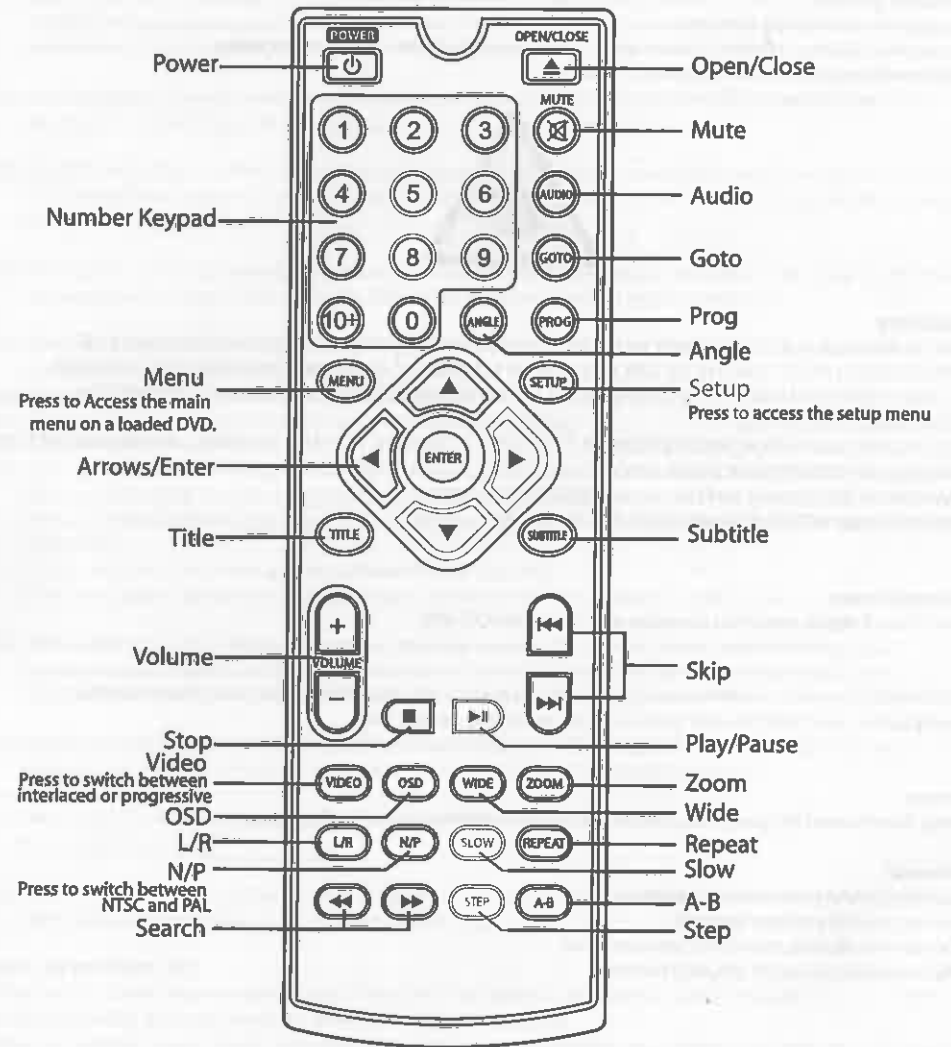 POWER
OPEN/CLOSE
Power
Open/Close
MUTE
1 2 3
Mute
4 5 6 AUDIO
Audio
Number Keypad
7 8 9 GOTO
Goto
10+ 0 ANGLE PROG
Prog
Angle
MENU
SETUP
Menu
Press to Access the main
menu on a loaded DVD.
Setup
Press to access the setup menu
ENTER
Arrows/Enter
TITLE
SUBTITLE
Title
Subtitle
+
VOLUME
−
Volume
Skip
Stop
Play/Pause
Video
Press to switch between
interlaced or progressive
VIDEO OSD WIDE ZOOM
Zoom
OSD
Wide
L/R
L/R N/P SLOW REPEAT
Repeat
N/P
Slow
Press to switch between
NTSC and PAL
STEP A-B
A-B
Search
Step